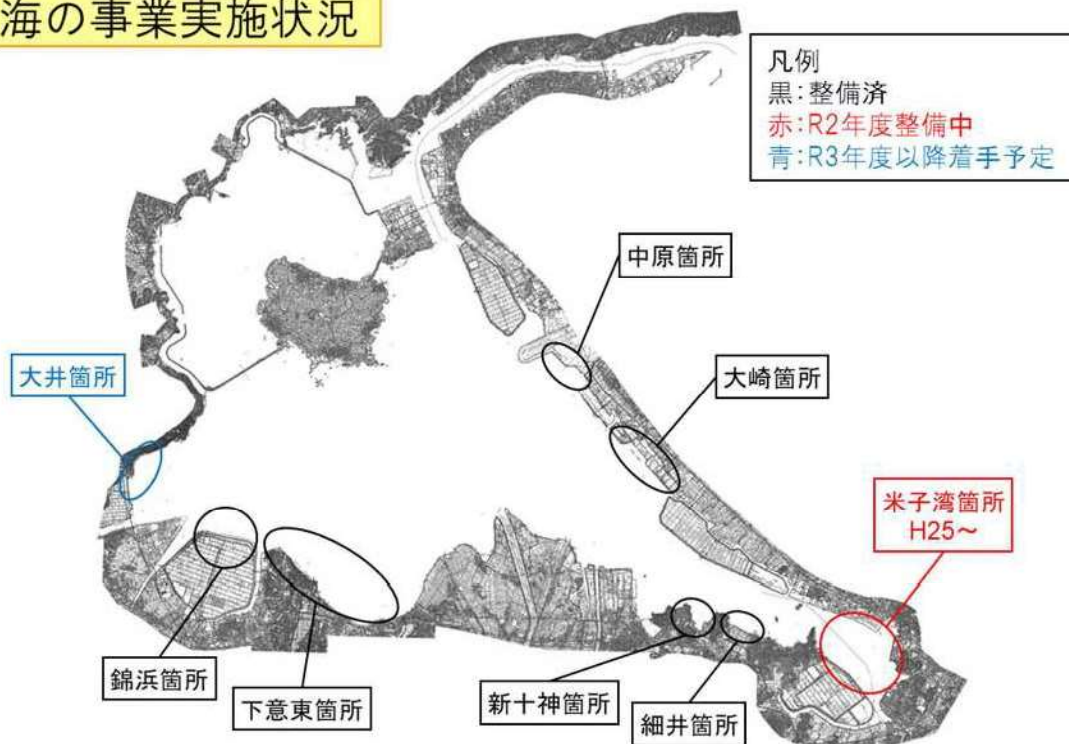 海の事業実施状況
凡例
黒:整備済
赤:R2年度整備中
青:R3年度以降着手予定
中原箇所
大井箇所
大崎箇所
米子湾箇所
H25～
錦浜箇所
下意東箇所
新十神箇所
細井箇所